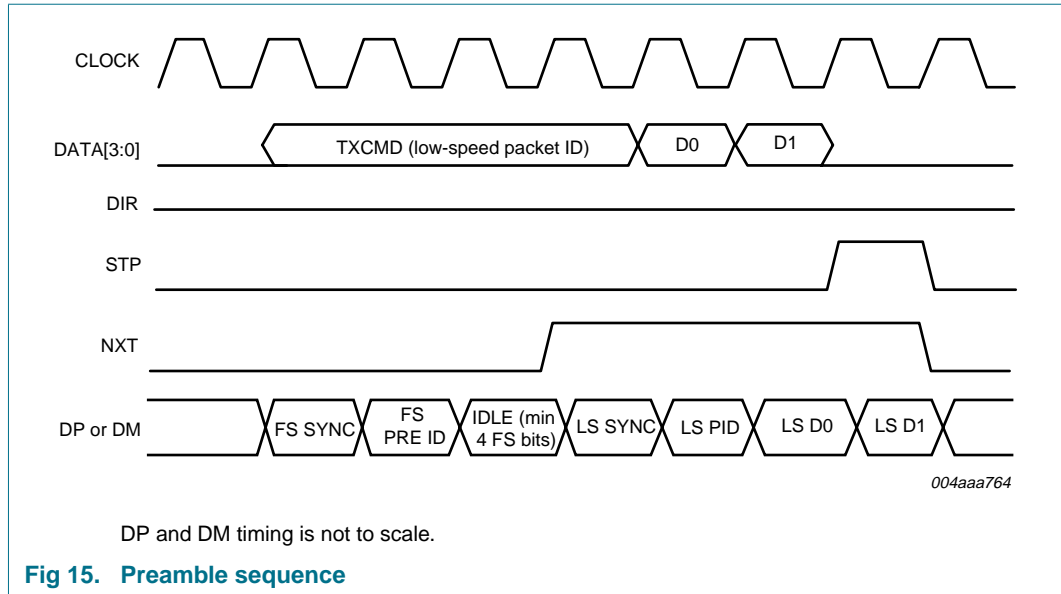 CLOCK
DATA[3:0]
TXCMD (low-speed packet ID)
D0
D1
DIR
STP
NXT
DP or DM
FS SYNC
FS
PRE ID
IDLE (min
4 FS bits)
LS SYNC
LS PID
LS D0
LS D1
004aaa764
DP and DM timing is not to scale.
Fig 15. Preamble sequence